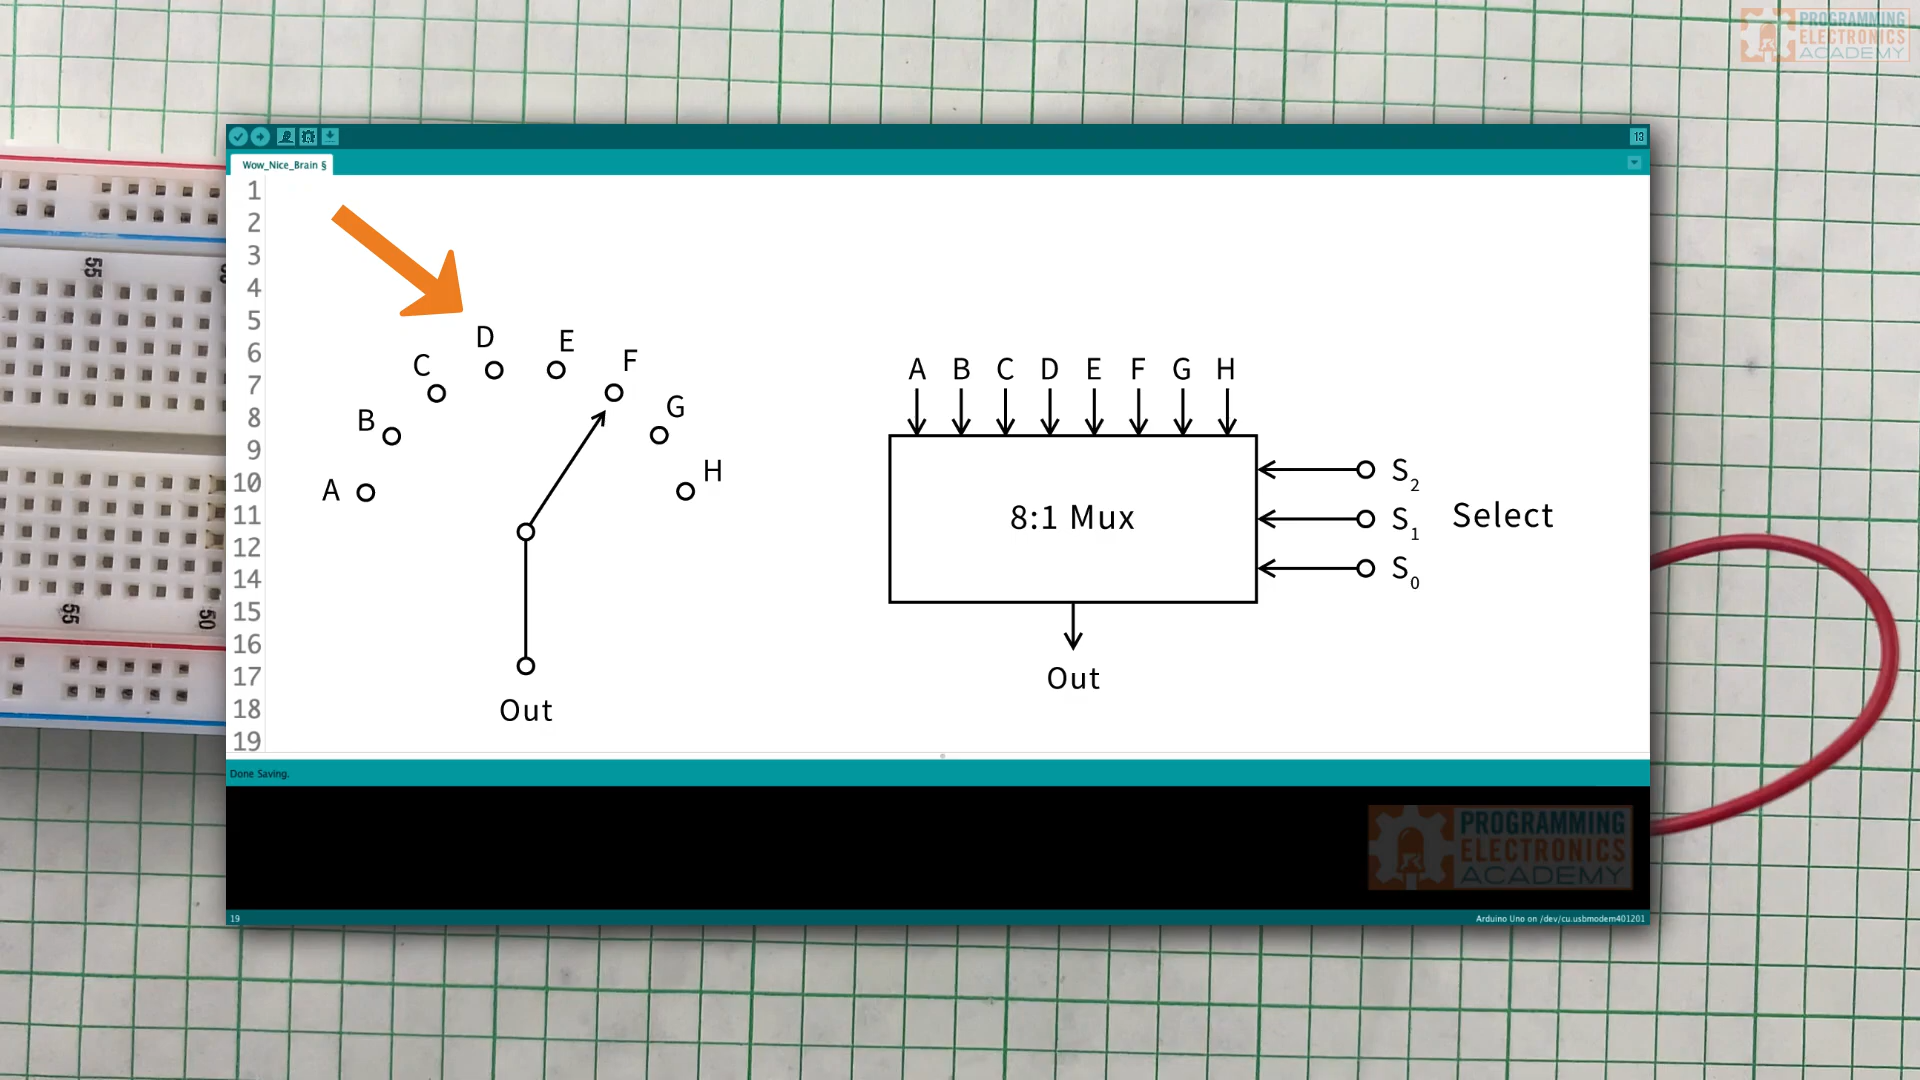 PROGRAMMING
ELECTRONICS
ACADEMY
13
Wow_Nice_Brain §
1
2
3
4
5
6
7
8
9
10
11
12
13
14
15
16
17
18
19
A
B
C
D
E
F
G
H
Out
A B C D E F G H
8:1 Mux
S2
S1
S0
Select
Out
55
55
50
Done Saving.
PROGRAMMING
ELECTRONICS
ACADEMY
19
Arduino Uno on /dev/cu.usbmodem401201